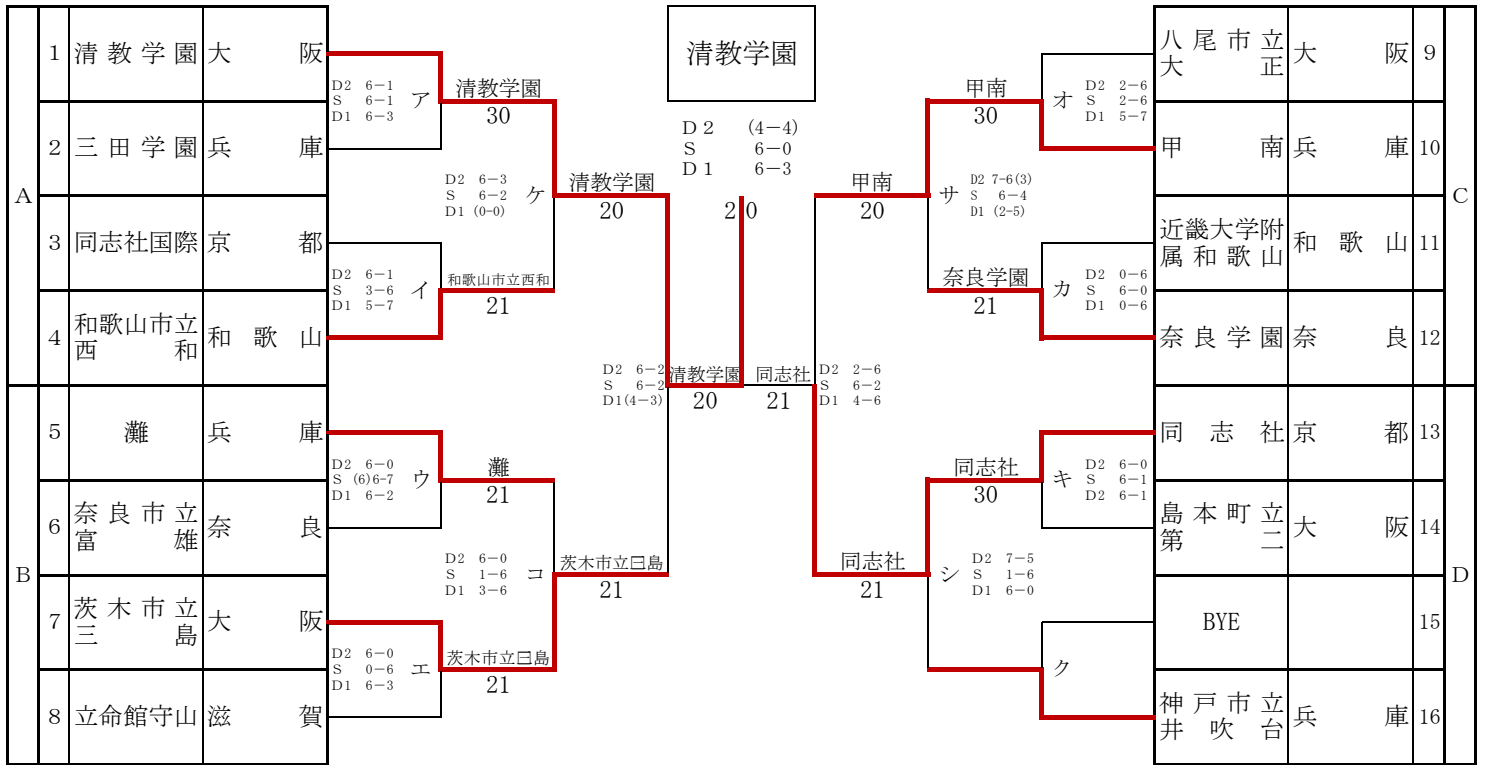 A
1 清教学園 大阪
2 三田学園 兵庫
3 同志社国際 京都
4 和歌山市立西和 和歌山
B
5 灘 兵庫
6 奈良市立富雄 奈良
7 茨木市立三島 大阪
8 立命館守山 滋賀
D2 6-1
S 6-1
D1 6-3
ア
D2 6-1
S 3-6
D1 5-7
イ
D2 6-0
S (6)6-7
D1 6-2
ウ
D2 6-0
S 0-6
D1 6-3
エ
清教学園
30
和歌山市立西和
21
灘
21
茨木市立三島
21
D2 6-3
S 6-2
D1 (0-0)
ケ
D2 6-0
S 1-6
D1 3-6
コ
清教学園
20
茨木市立三島
21
D2 6-2
S 6-2
D1(4-3)
清教学園
20
清教学園
D2 (4-4)
S 6-0
D1 6-3
20
同志社
21
D2 2-6
S 6-2
D1 4-6
甲南
20
同志社
21
サ
D2 7-6(3)
S 6-4
D1 (2-5)
シ
D2 7-5
S 1-6
D1 6-0
甲南
30
奈良学園
21
同志社
30
オ
D2 2-6
S 2-6
D1 5-7
カ
D2 0-6
S 6-0
D1 0-6
キ
D2 6-0
S 6-1
D2 6-1
ク
八尾市立大正 大阪 9
甲南 兵庫 10
近畿大学附属和歌山 和歌山 11
奈良学園 奈良 12
C
同志社 京都 13
島本町立第二 大阪 14
BYE 15
神戸市立井吹台 兵庫 16
D